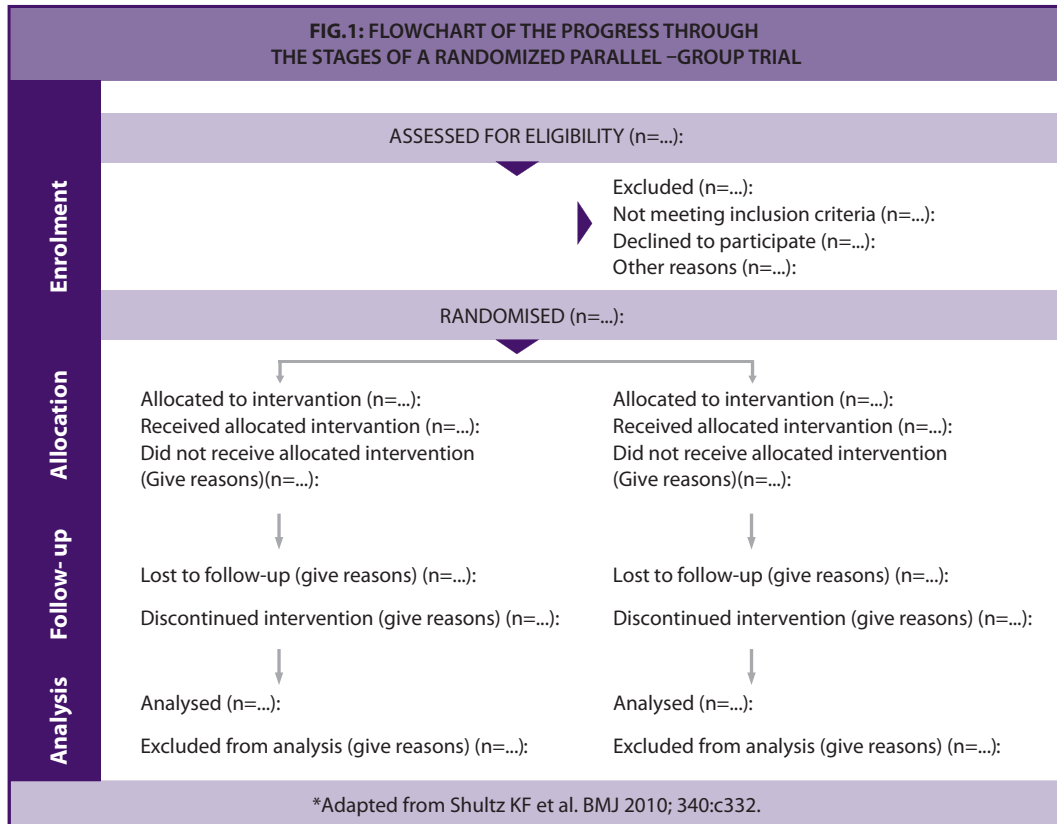 FIG.1: FLOWCHART OF THE PROGRESS THROUGH
THE STAGES OF A RANDOMIZED PARALLEL –GROUP TRIAL
Enrolment
ASSESSED FOR ELIGIBILITY (n=...):
Excluded (n=...):
Not meeting inclusion criteria (n=...):
Declined to participate (n=...):
Other reasons (n=...):
RANDOMISED (n=...):
Allocation
Allocated to intervantion (n=...):
Received allocated intervantion (n=...):
Did not receive allocated intervention
(Give reasons)(n=...):
Allocated to intervantion (n=...):
Received allocated intervantion (n=...):
Did not receive allocated intervention
(Give reasons)(n=...):
Follow- up
Lost to follow-up (give reasons) (n=...):
Discontinued intervention (give reasons) (n=...):
Lost to follow-up (give reasons) (n=...):
Discontinued intervention (give reasons) (n=...):
Analysis
Analysed (n=...):
Excluded from analysis (give reasons) (n=...):
Analysed (n=...):
Excluded from analysis (give reasons) (n=...):
*Adapted from Shultz KF et al. BMJ 2010; 340:c332.